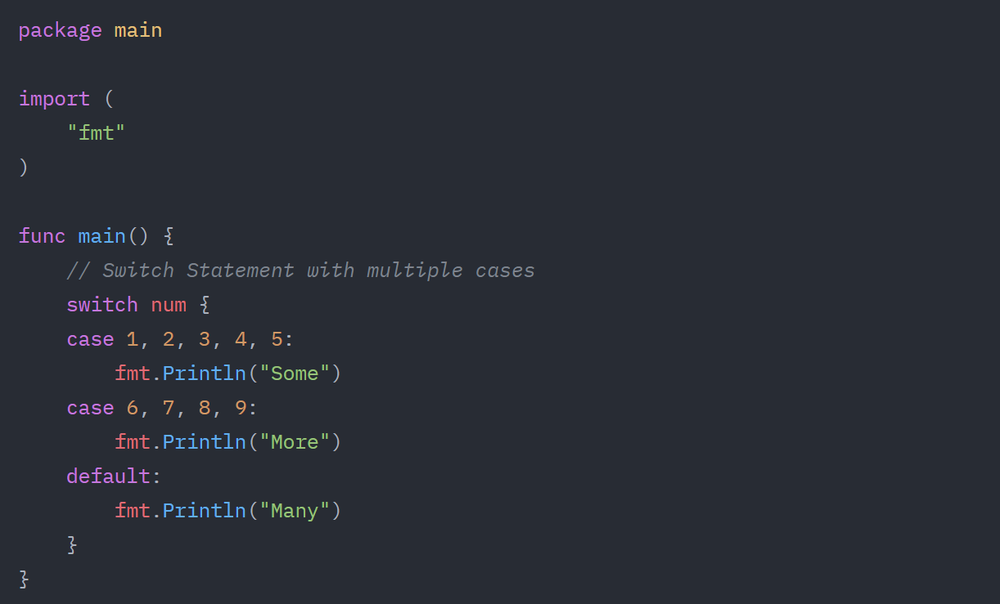 package main
import (
    "fmt"
)
func main() {
    // Switch Statement with multiple cases
    switch num {
    case 1, 2, 3, 4, 5:
        fmt.Println("Some")
    case 6, 7, 8, 9:
        fmt.Println("More")
    default:
        fmt.Println("Many")
    }
}